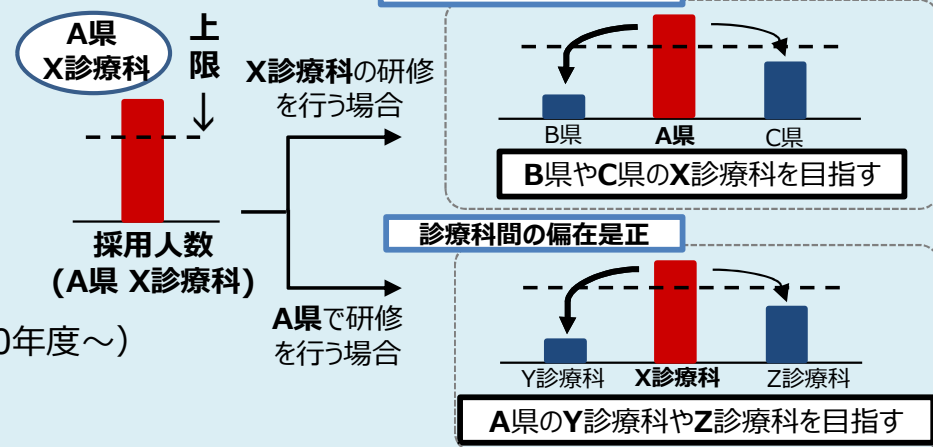 A県
X診療科
上
限
採用人数
(A県 X診療科)
0年度～）
X診療科の研修
を行う場合
B県
A県
C県
B県やC県のX診療科を目指す
診療科間の偏在是正
A県で研修
を行う場合
Y診療科
X診療科
Z診療科
A県のY診療科やZ診療科を目指す